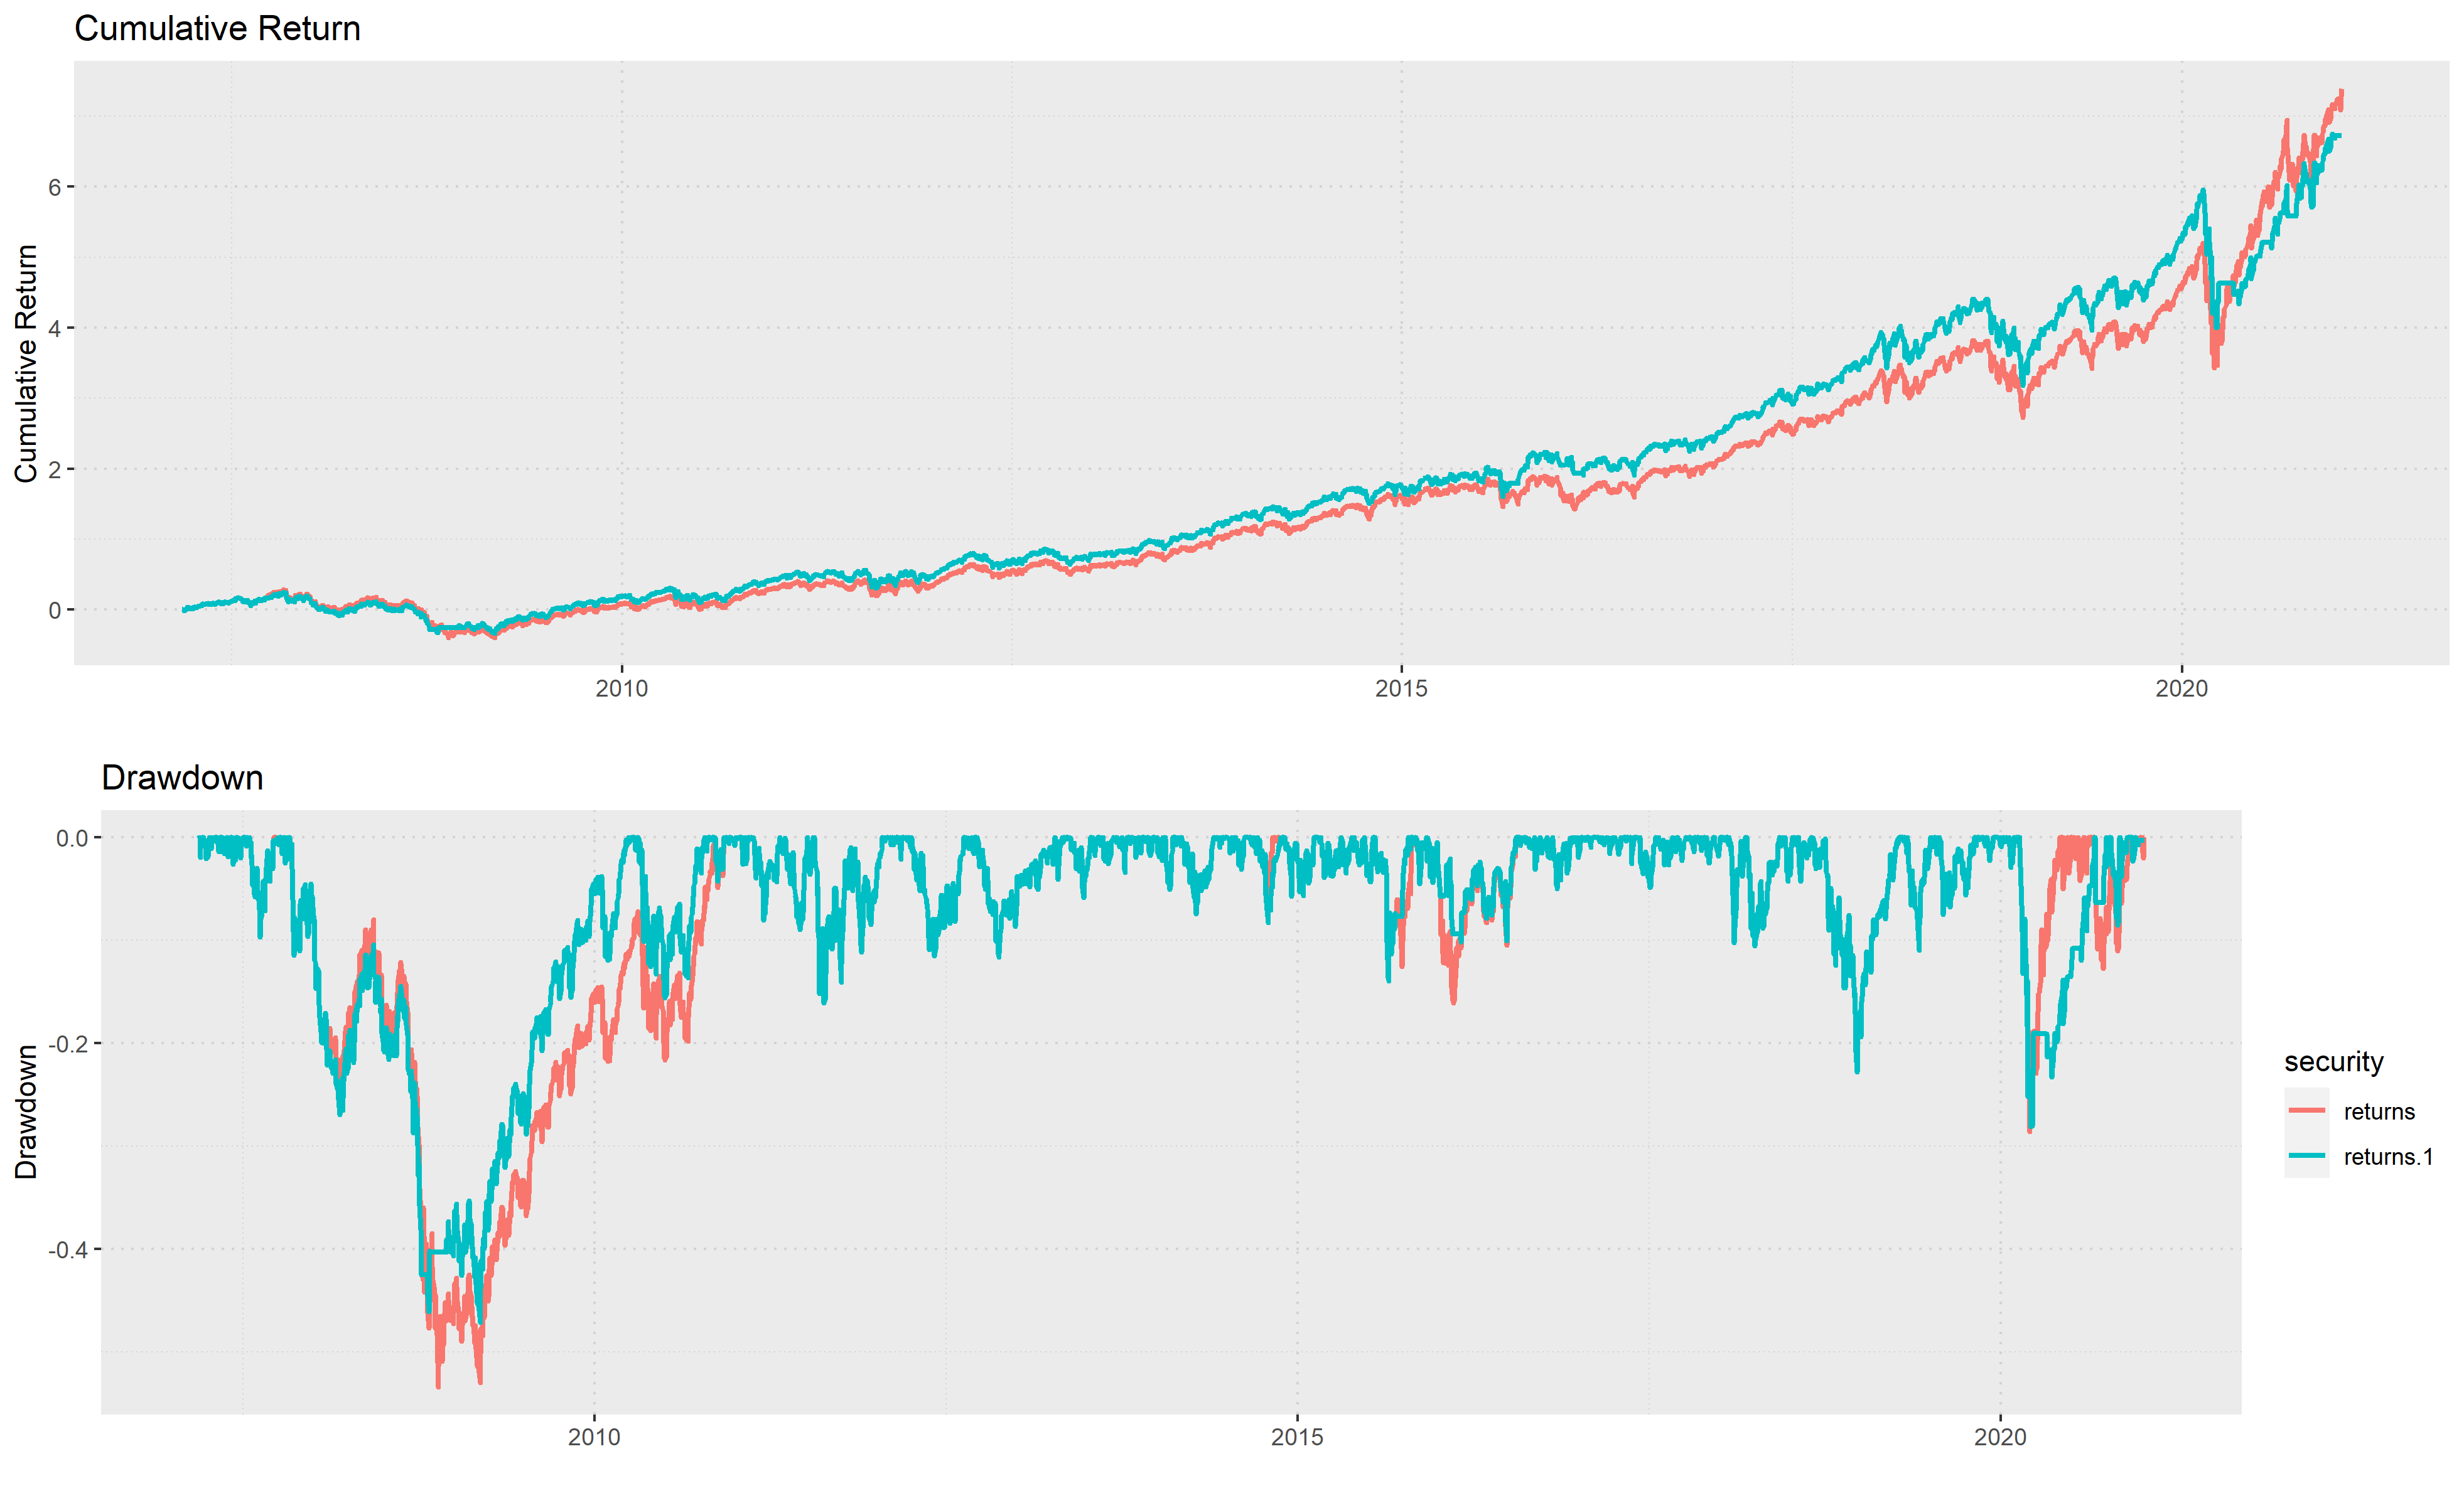 Cumulative Return
Cumulative Return
6
4
2
0
2010
2015
2020
Drawdown
Drawdown
0.0
-0.2
-0.4
2010
2015
2020
security
returns
returns.1